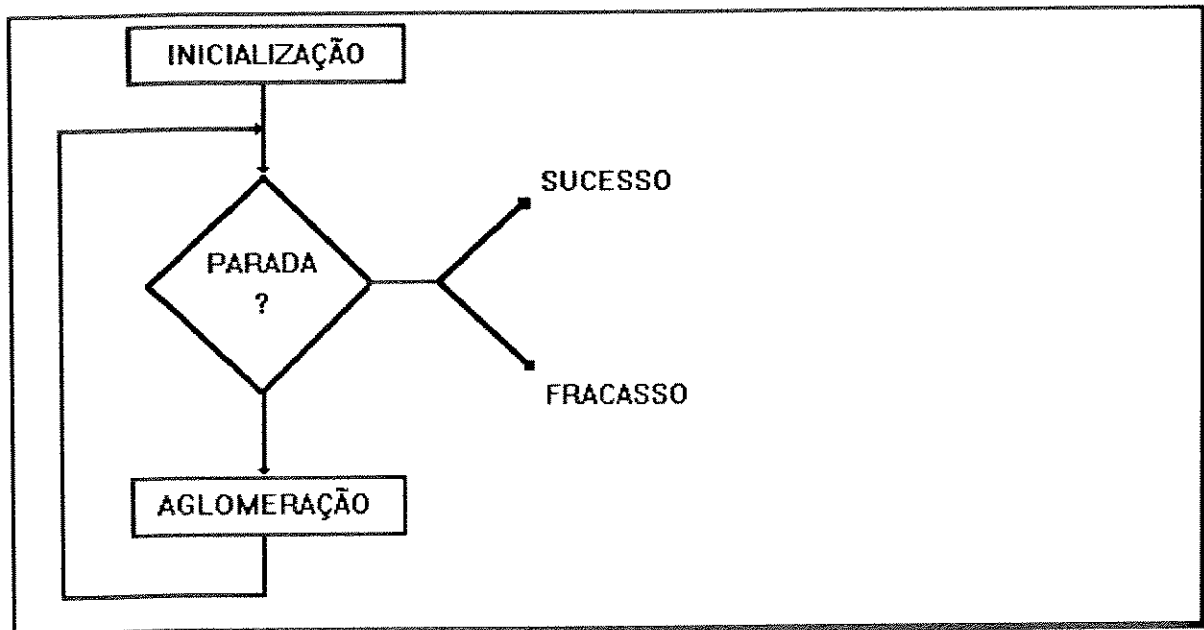 INICIALIZAÇÃO
SUCESSO
PARADA
?
FRACASSO
AGLOMERAÇÃO